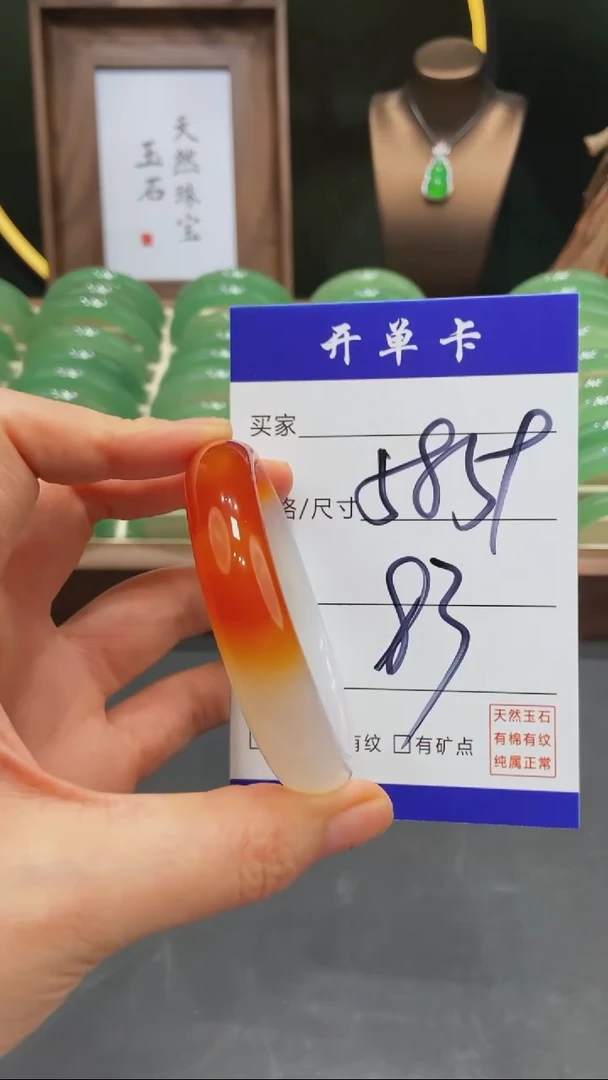 天然珠宝
玉石
开单卡
买家
格/尺寸
5859
83
有纹 有矿点
天然玉石
有棉有纹
纯属正常